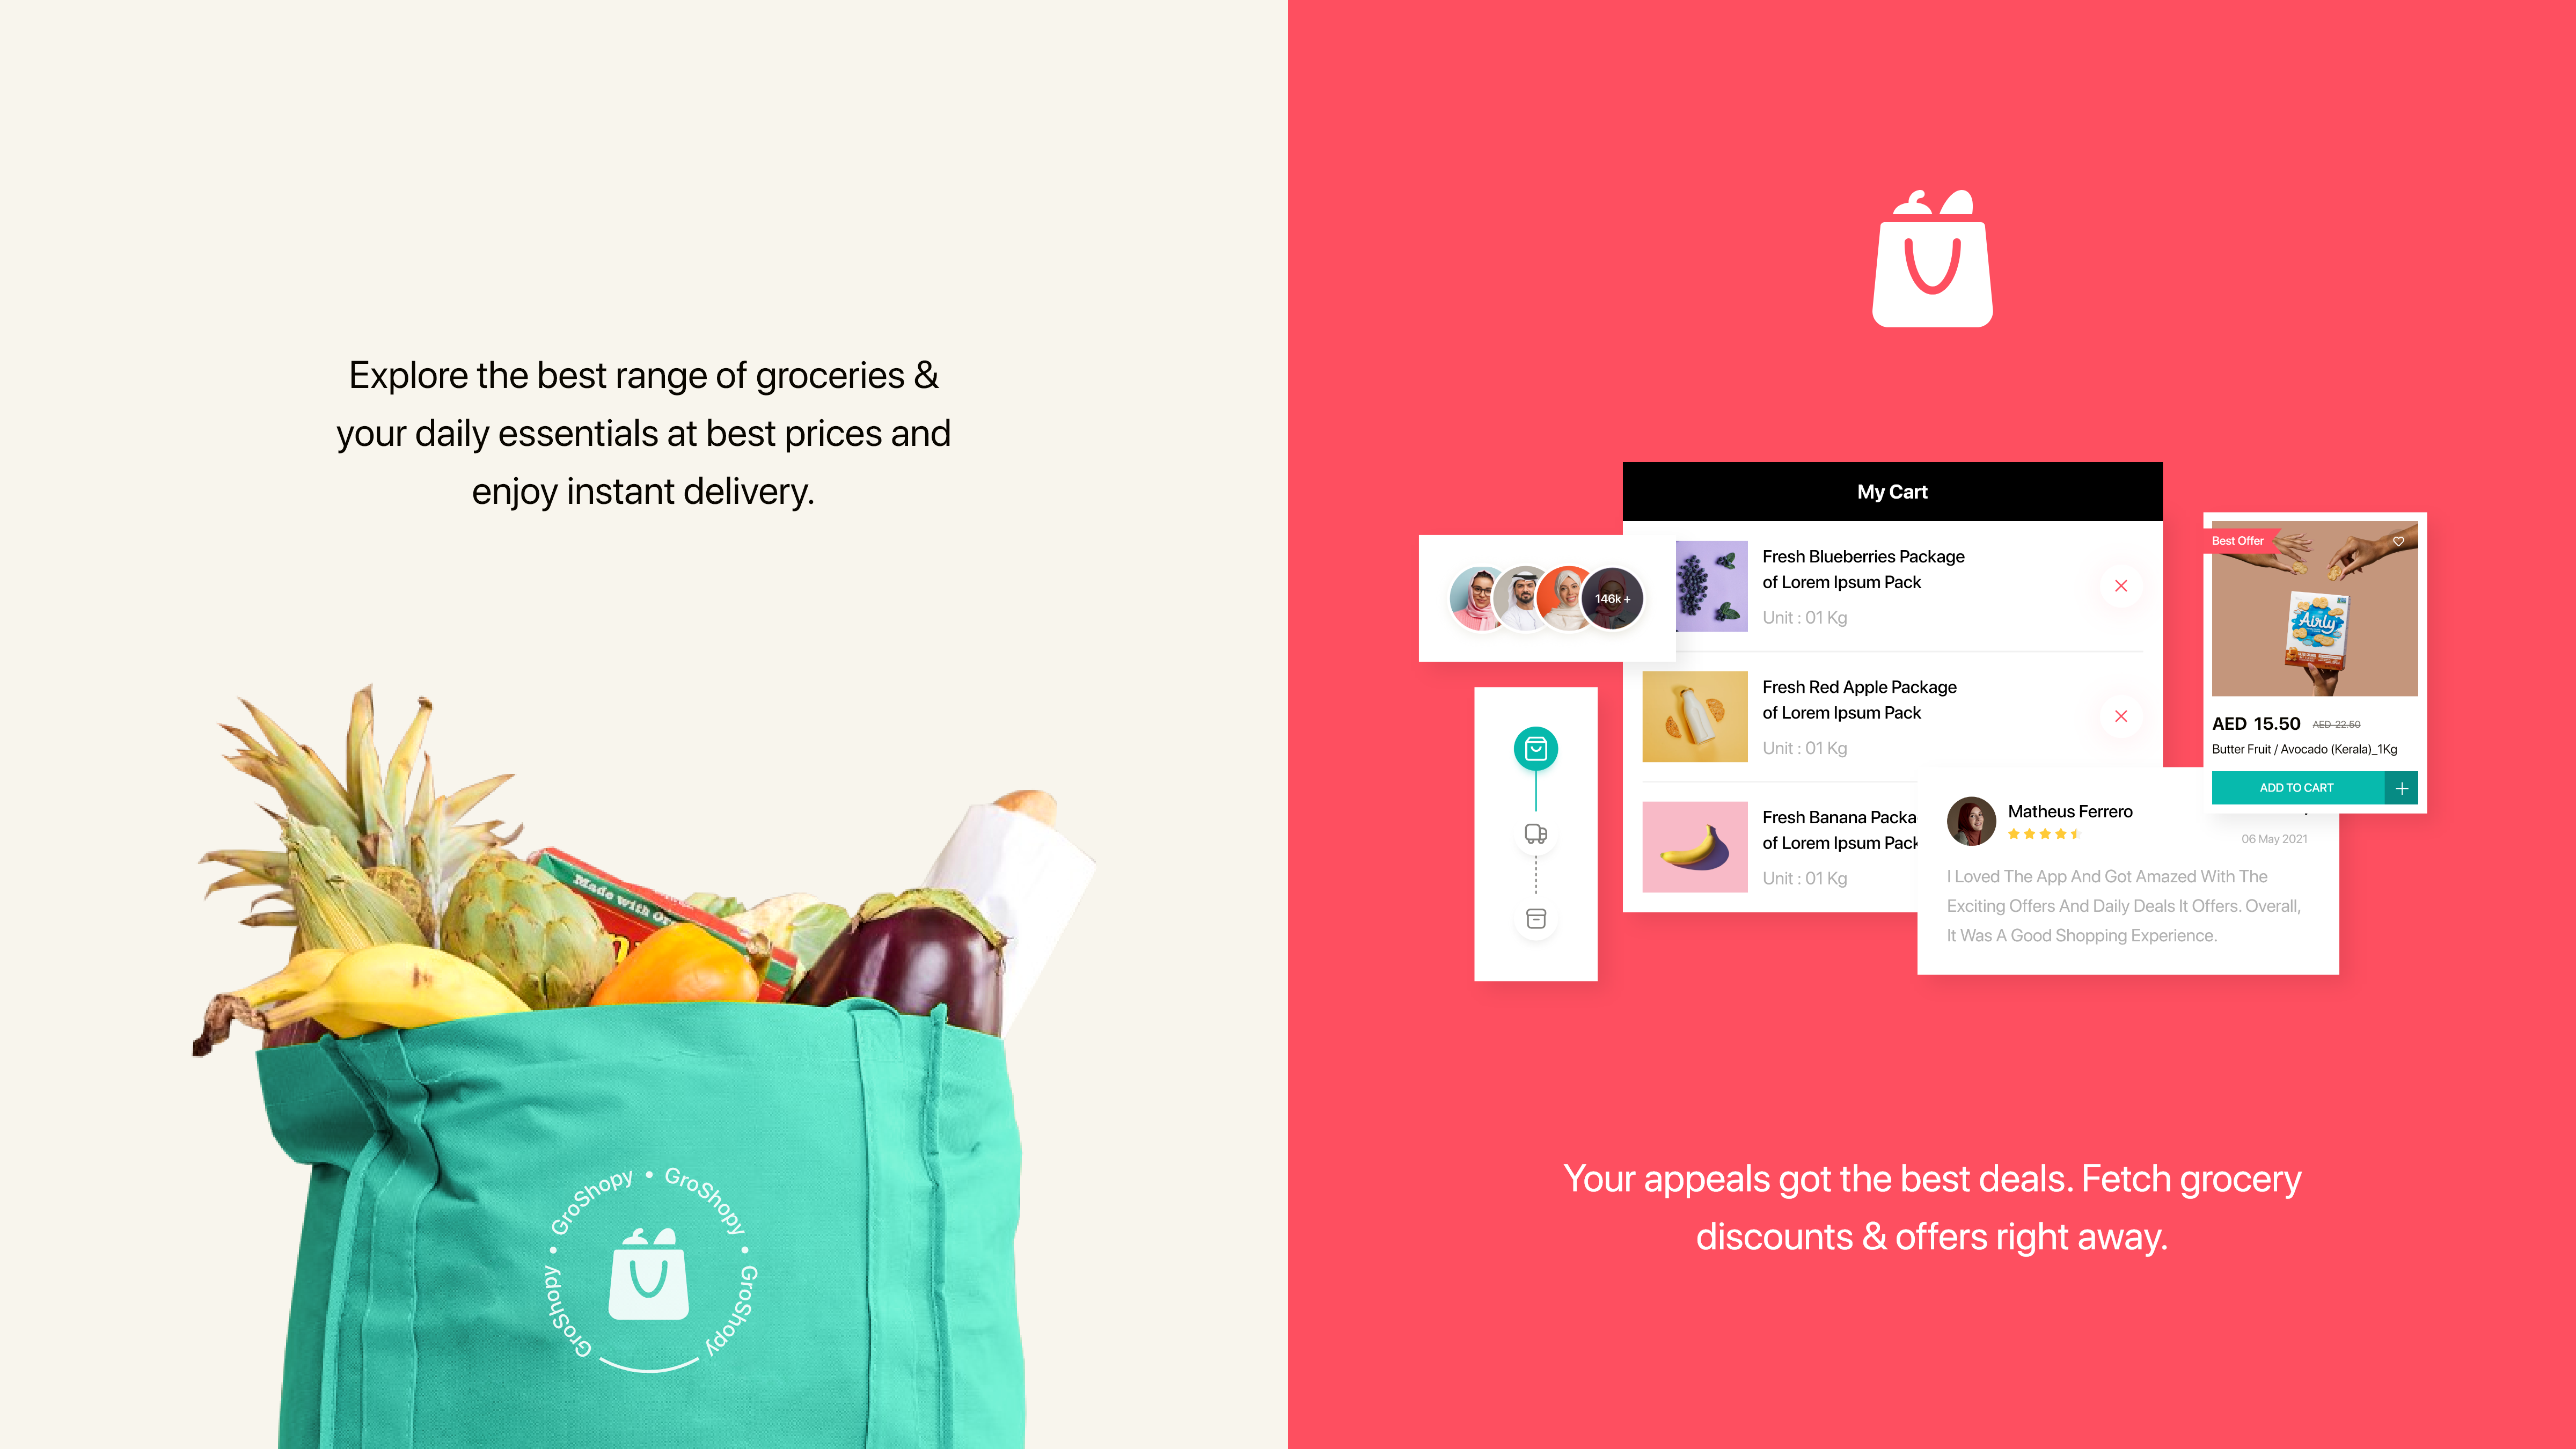 Explore the best range of groceries &
your daily essentials at best prices and
enjoy instant delivery.
Made with Or
GroShopy • GroShopy • GroShopy • GroShopy
My Cart
146k+
Fresh Blueberries Package
of Lorem Ipsum Pack
Unit : 01 Kg
Fresh Red Apple Package
of Lorem Ipsum Pack
Unit : 01 Kg
Fresh Banana Packa
of Lorem Ipsum Pack
Unit : 01 Kg
Best Offer
Airly
AED 15.50 AED 22.50
Butter Fruit / Avocado (Kerala)_1Kg
ADD TO CART
Matheus Ferrero
06 May 2021
I Loved The App And Got Amazed With The
Exciting Offers And Daily Deals It Offers. Overall,
It Was A Good Shopping Experience.
Your appeals got the best deals. Fetch grocery
discounts & offers right away.